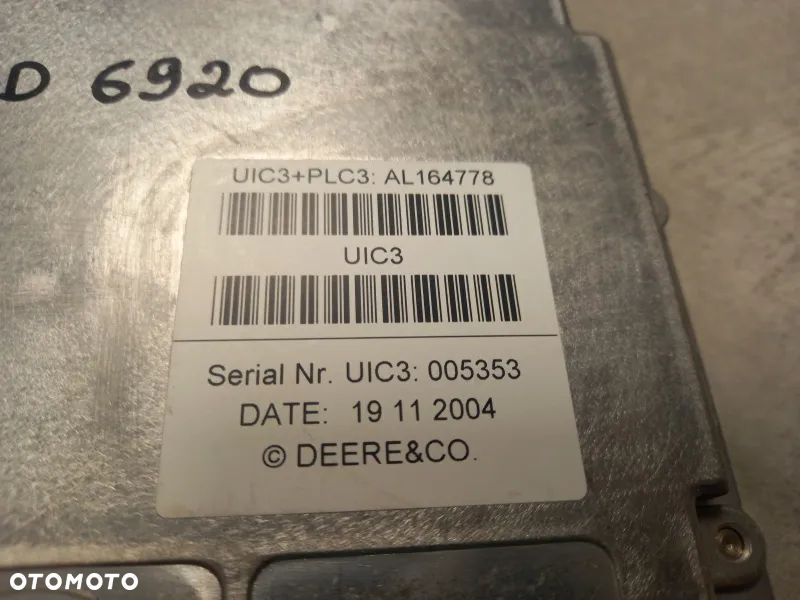 D 6920
UIC3+PLC3: AL164778
UIC3
Serial Nr. UIC3: 005353
DATE: 19 11 2004
© DEERE&CO.
OTOMOTO